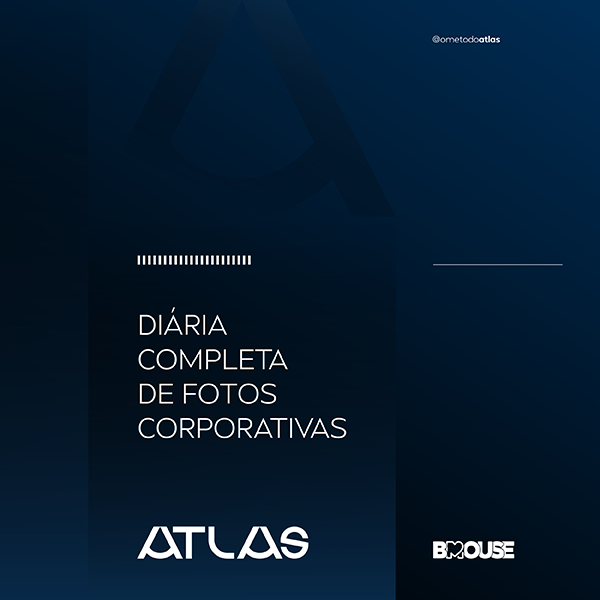 @ometodoatlas
DIÁRIA
COMPLETA
DE FOTOS
CORPORATIVAS
ATLAS
BMOUSE